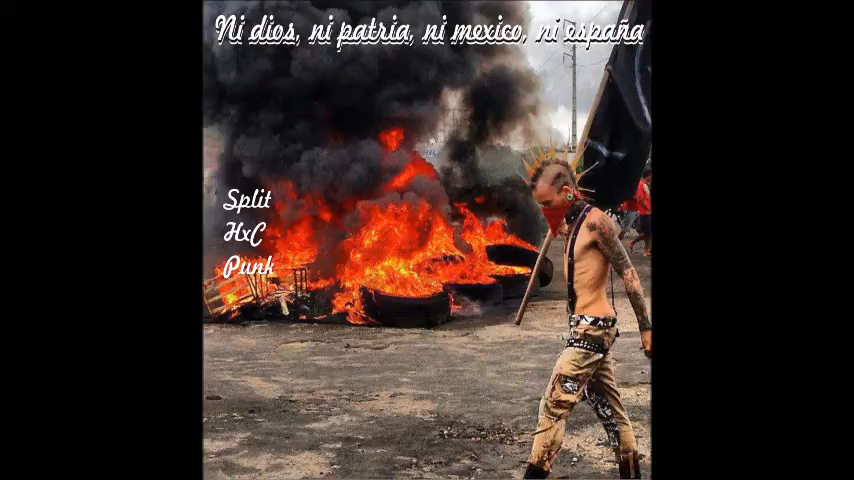 Ni dios, ni patria, ni mexico, ni españa
Split
HxC
Punk